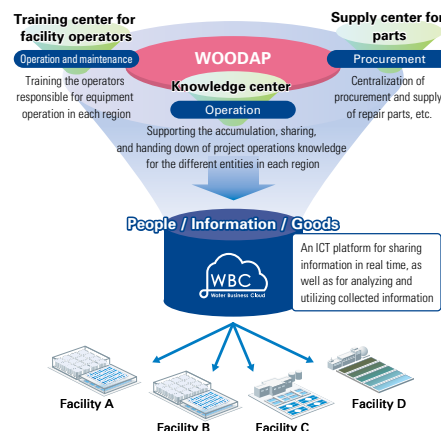 Training center for
facility operators
Operation and maintenance
Training the operators
responsible for equipment
operation in each region
WOODAP
Knowledge center
Operation
Supporting the accumulation, sharing,
and handing down of project operations knowledge
for the different entities in each region
Supply center for
parts
Procurement
Centralization of
procurement and supply
of repair parts, etc.
People / Information / Goods
WBC
Water Business Cloud
An ICT platform for sharing
information in real time, as
well as for analyzing and
utilizing collected information
Facility A
Facility B
Facility C
Facility D